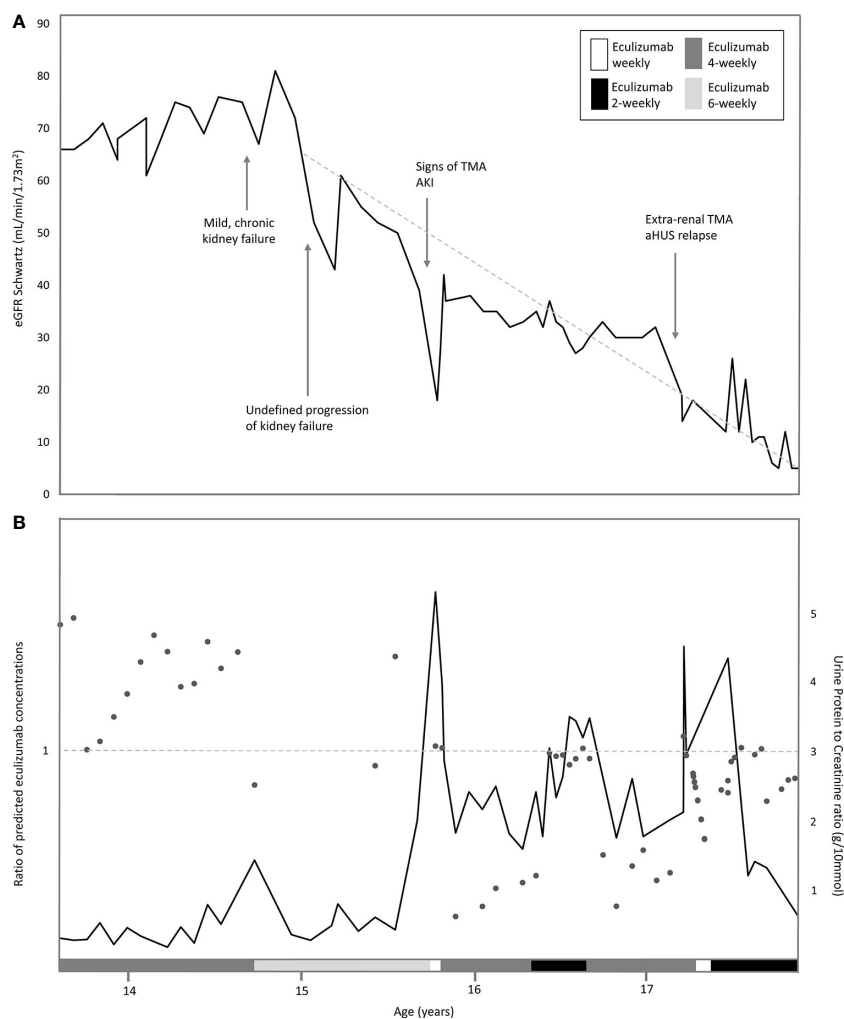 A
90
80
70
60
50
40
30
20
10
0
eGFR Schwartz (mL/min/1.73m²)
Eculizumab
weekly
Eculizumab
4-weekly
Eculizumab
2-weekly
Eculizumab
6-weekly
Mild, chronic
kidney failure
Undefined progression
of kidney failure
Signs of TMA
AKI
Extra-renal TMA
aHUS relapse
B
Ratio of predicted eculizumab concentrations
1
5
4
3
2
1
Urine Protein to Creatinine ratio (g/10mmol)
14
15
16
17
Age (years)